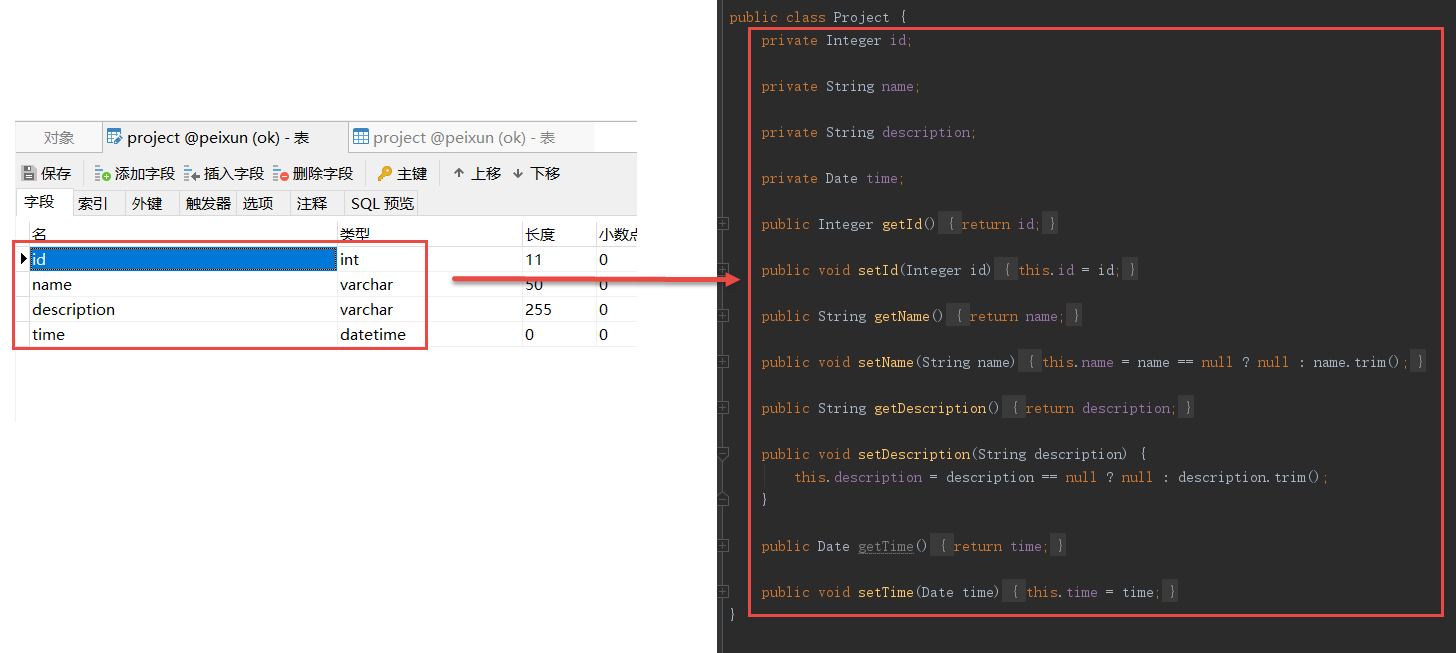 对象
project @peixun (ok) - 表
project @peixun (ok) - 表
保存 添加字段 插入字段 删除字段 主键 上移 下移
字段 索引 外键 触发器 选项 注释 SQL 预览
名 类型 长度 小数点
id int 11 0
name varchar 50 0
description varchar 255 0
time datetime 0 0
public class Project {
private Integer id;
private String name;
private String description;
private Date time;
public Integer getId() { return id; }
public void setId(Integer id) { this.id = id; }
public String getName() { return name; }
public void setName(String name) { this.name = name == null ? null : name.trim(); }
public String getDescription() { return description; }
public void setDescription(String description) {
this.description = description == null ? null : description.trim();
}
public Date getTime() { return time; }
public void setTime(Date time) { this.time = time; }
}